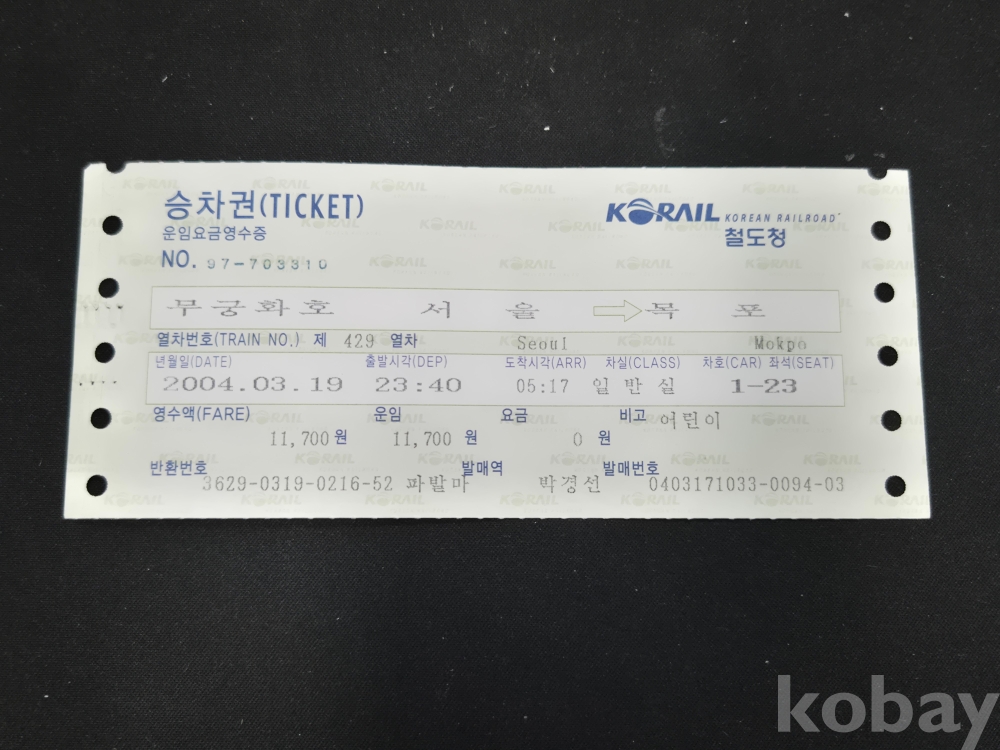 승차권(TICKET)
운임요금영수증
KORAIL KOREAN RAILROAD
철도청
NO. 97-703310
무궁화호 서 울 ⇨ 목 포
열차번호(TRAIN NO.) 제 429 열차 Seoul Mokpo
년월일(DATE) 출발시각(DEP) 도착시각(ARR) 차실(CLASS) 차호(CAR) 좌석(SEAT)
2004.03.19 23:40 05:17 일반실 1-23
영수액(FARE) 운임 요금 비고 어린이
11,700 원 11,700 원 0 원
반환번호 발매역 발매번호
3629-0319-0216-52 파발마 박경선 0403171033-0094-03
kobay